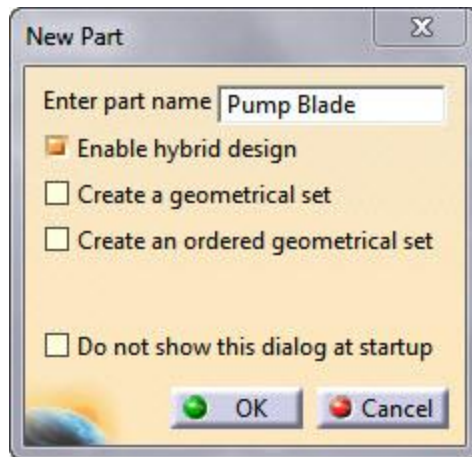 New Part
Enter part name Pump Blade
Enable hybrid design
Create a geometrical set
Create an ordered geometrical set
Do not show this dialog at startup
OK Cancel